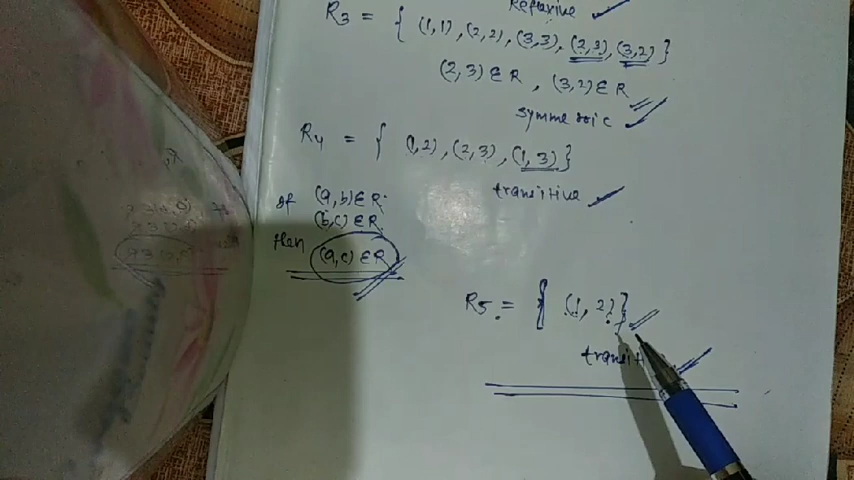 Reflexive
R3 = { (1,1), (2,2), (3,3), (2,3), (3,2) }
(2,3) ∈ R , (3,2) ∈ R
symmetric
R4 = { (1,2), (2,3), (1,3) }
transitive
If (a,b) ∈ R
(b,c) ∈ R
then (a,c) ∈ R
R5 = { (1,2) }
transiti